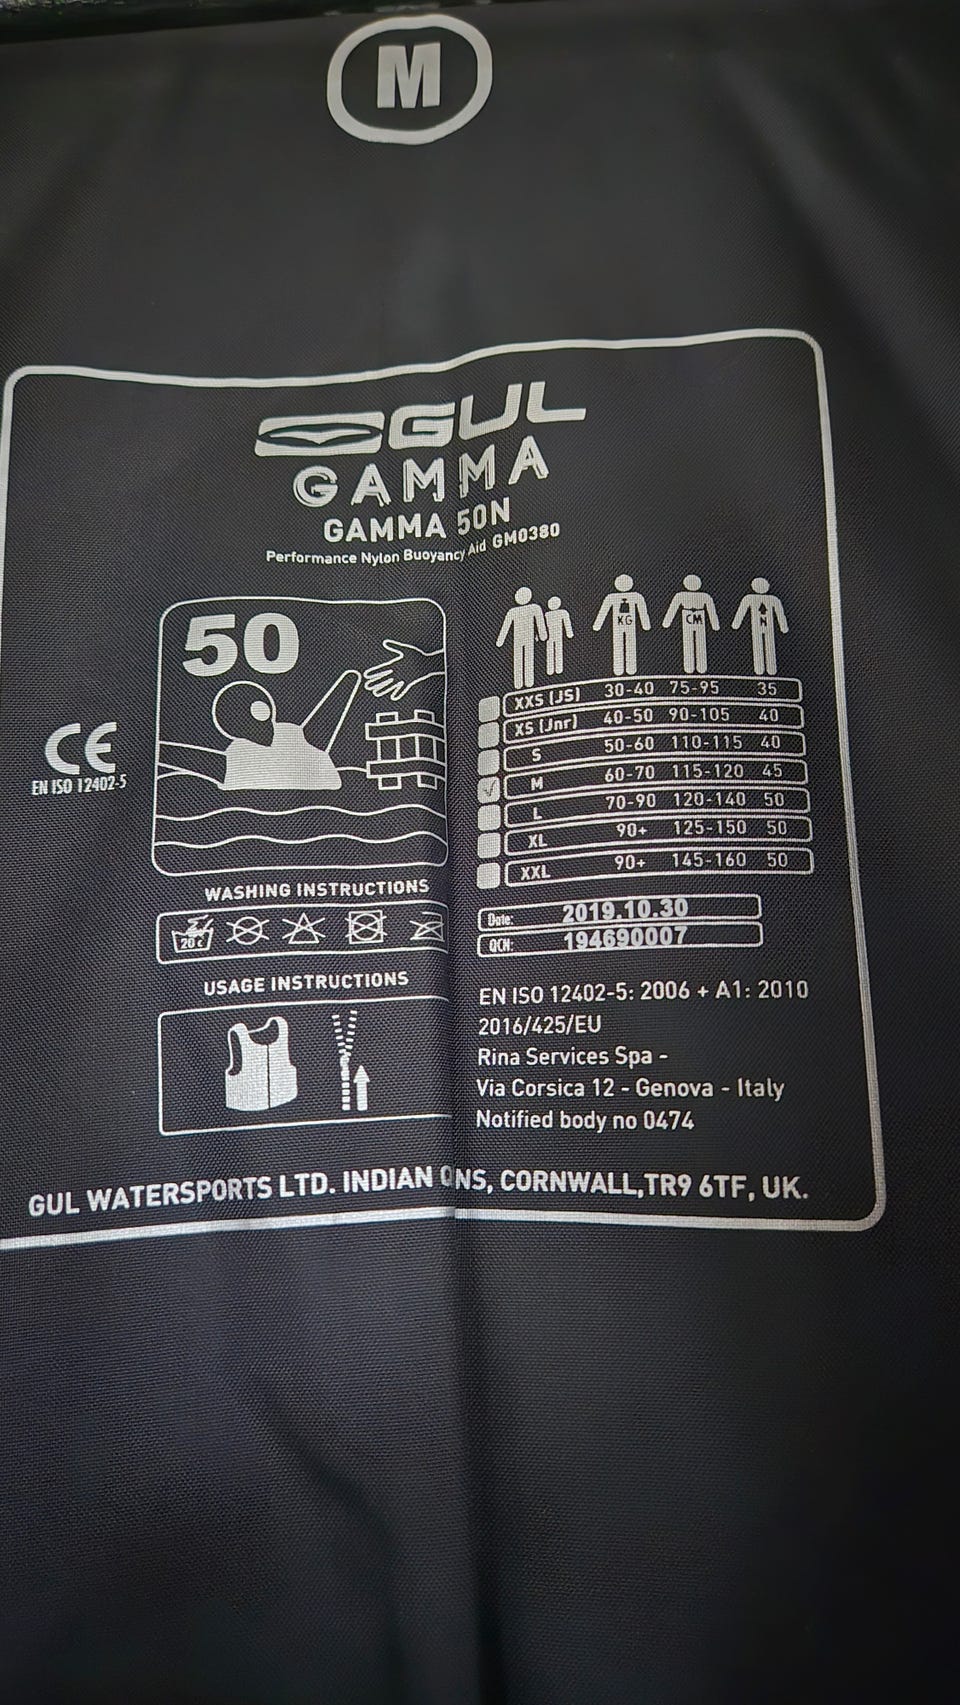 M
GUL
GAMMA
GAMMA 50N
Performance Nylon Buoyancy Aid GM0380
50
KG CM N
XXS (JS) 30-40 75-95 35
XS (Jnr) 40-50 90-105 40
S 50-60 110-115 40
M 60-70 115-120 45
L 70-90 120-140 50
XL 90+ 125-150 50
XXL 90+ 145-160 50
CE
EN ISO 12402-5
WASHING INSTRUCTIONS
20 c
Date: 2019.10.30
QCN: 194690007
USAGE INSTRUCTIONS
EN ISO 12402-5: 2006 + A1: 2010
2016/425/EU
Rina Services Spa -
Via Corsica 12 - Genova - Italy
Notified body no 0474
GUL WATERSPORTS LTD. INDIAN QNS, CORNWALL,TR9 6TF, UK.